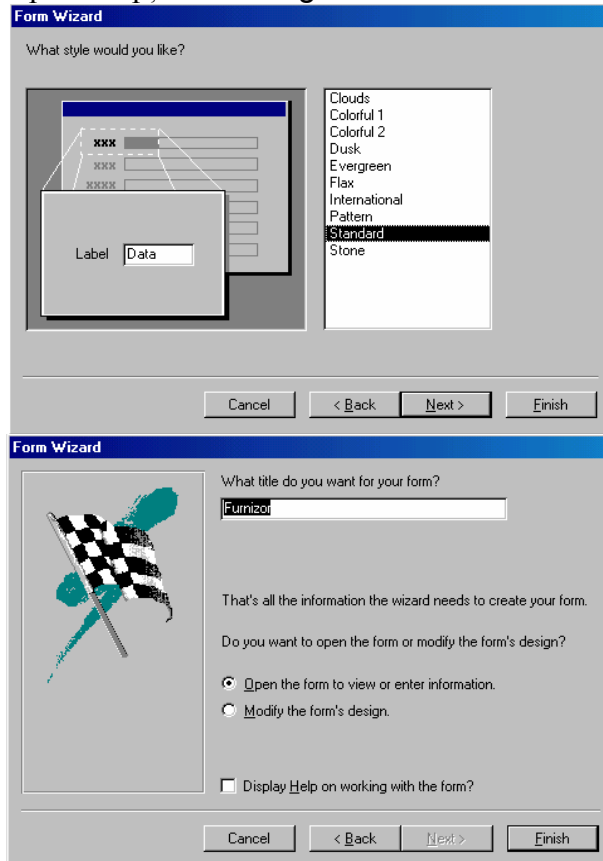 Form Wizard
What style would you like?
xxx
xxx
xxxx
Label Data
Clouds
Colorful 1
Colorful 2
Dusk
Evergreen
Flax
International
Pattern
Standard
Stone
Cancel < Back Next > Finish
Form Wizard
What title do you want for your form?
Furnizor
That's all the information the wizard needs to create your form.
Do you want to open the form or modify the form's design?
Open the form to view or enter information.
Modify the form's design.
Display Help on working with the form?
Cancel < Back Next > Finish